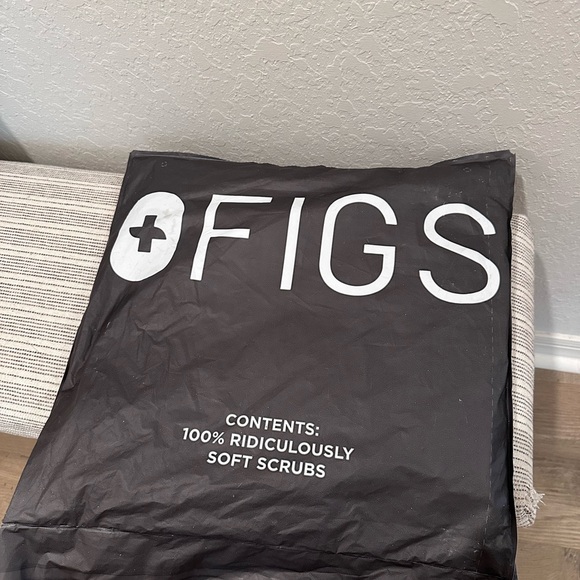 FIGS
CONTENTS:
100% RIDICULOUSLY
SOFT SCRUBS